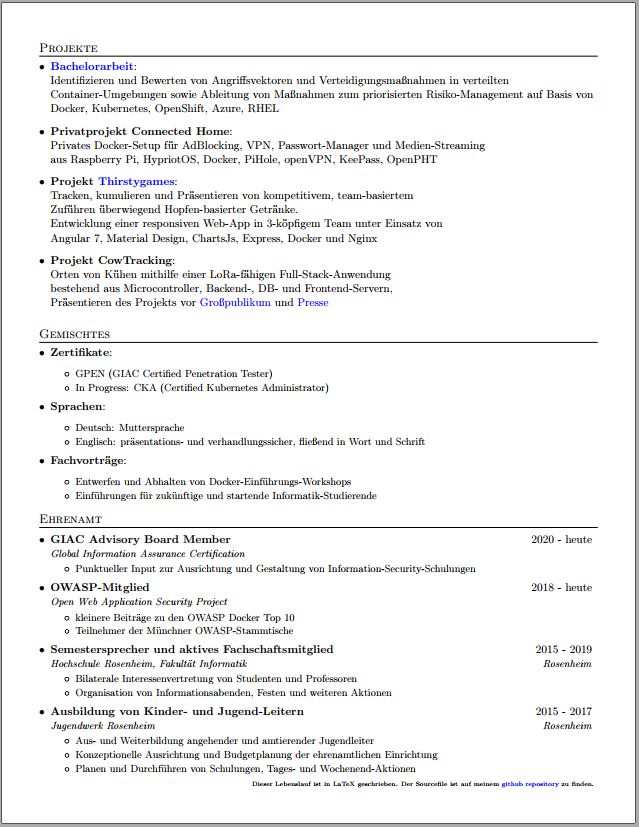 Projekte
• Bachelorarbeit:
Identifizieren und Bewerten von Angriffsvektoren und Verteidigungsmaßnahmen in verteilten
Container-Umgebungen sowie Ableitung von Maßnahmen zum priorisierten Risiko-Management auf Basis von
Docker, Kubernetes, OpenShift, Azure, RHEL
• Privatprojekt Connected Home:
Privates Docker-Setup für AdBlocking, VPN, Passwort-Manager und Medien-Streaming
aus Raspberry Pi, HypriotOS, Docker, PiHole, openVPN, KeePass, OpenPHT
• Projekt Thirstygames:
Tracken, kumulieren und Präsentieren von kompetitivem, team-basiertem
Zuführen überwiegend Hopfen-basierter Getränke.
Entwicklung einer responsiven Web-App in 3-köpfigem Team unter Einsatz von
Angular 7, Material Design, ChartsJs, Express, Docker und Nginx
• Projekt CowTracking:
Orten von Kühen mithilfe einer LoRa-fähigen Full-Stack-Anwendung
bestehend aus Microcontroller, Backend-, DB- und Frontend-Servern,
Präsentieren des Projekts vor Großpublikum und Presse
Gemischtes
• Zertifikate:
○ GPEN (GIAC Certified Penetration Tester)
○ In Progress: CKA (Certified Kubernetes Administrator)
• Sprachen:
○ Deutsch: Muttersprache
○ Englisch: präsentations- und verhandlungssicher, fließend in Wort und Schrift
• Fachvorträge:
○ Entwerfen und Abhalten von Docker-Einführungs-Workshops
○ Einführungen für zukünftige und startende Informatik-Studierende
Ehrenamt
• GIAC Advisory Board Member 2020 - heute
Global Information Assurance Certification
○ Punktueller Input zur Ausrichtung und Gestaltung von Information-Security-Schulungen
• OWASP-Mitglied 2018 - heute
Open Web Application Security Project
○ kleinere Beiträge zu den OWASP Docker Top 10
○ Teilnehmer der Münchner OWASP-Stammtische
• Semestersprecher und aktives Fachschaftsmitglied 2015 - 2019
Hochschule Rosenheim, Fakultät Informatik Rosenheim
○ Bilaterale Interessenvertretung von Studenten und Professoren
○ Organisation von Informationsabenden, Festen und weiteren Aktionen
• Ausbildung von Kinder- und Jugend-Leitern 2015 - 2017
Jugendwerk Rosenheim Rosenheim
○ Aus- und Weiterbildung angehender und amtierender Jugendleiter
○ Konzeptionelle Ausrichtung und Budgetplanung der ehrenamtlichen Einrichtung
○ Planen und Durchführen von Schulungen, Tages- und Wochenend-Aktionen
Dieser Lebenslauf ist in LaTeX geschrieben. Der Sourcefile ist auf meinem github repository zu finden.